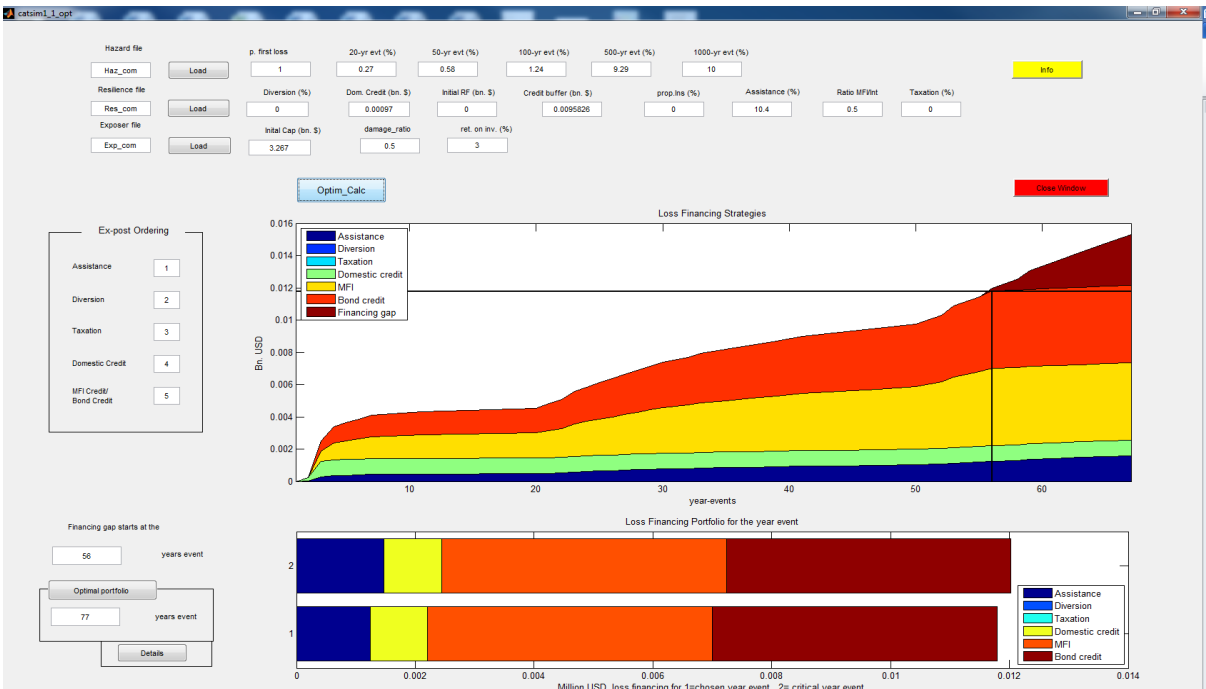 catsim1_1_opt
Hazard file
p. first loss 20-yr evt (%) 50-yr evt (%) 100-yr evt (%) 500-yr evt (%) 1000-yr evt (%)
Haz_com Load 1 0.27 0.58 1.24 9.29 10 Info
Resilience file
Diversion (%) Dom. Credit (bn. $) Initial RF (bn. $) Credit buffer (bn. $) prop.Ins (%) Assistance (%) Ratio MFI/Int Taxation (%)
Res_com Load 0 0.00097 0 0.0095826 0 10.4 0.5 0
Exposer file
Inital Cap (bn. $) damage_ratio ret. on inv. (%)
Exp_com Load 3.267 0.5 3
Optim_Calc Close Window
Ex-post Ordering
Assistance 1
Diversion 2
Taxation 3
Domestic Credit 4
MFI Credit/
Bond Credit 5
Loss Financing Strategies
0.016
0.014
0.012
0.01
0.008
0.006
0.004
0.002
0
Bn. USD
Assistance
Diversion
Taxation
Domestic credit
MFI
Bond credit
Financing gap
10 20 30 40 50 60
year-events
Financing gap starts at the
56 years event
Optimal portfolio
77 years event
Details
Loss Financing Portfolio for the year event
2
1
Assistance
Diversion
Taxation
Domestic credit
MFI
Bond credit
0 0.002 0.004 0.006 0.008 0.01 0.012 0.014
Million USD, loss financing for 1=chosen year event, 2= critical year event